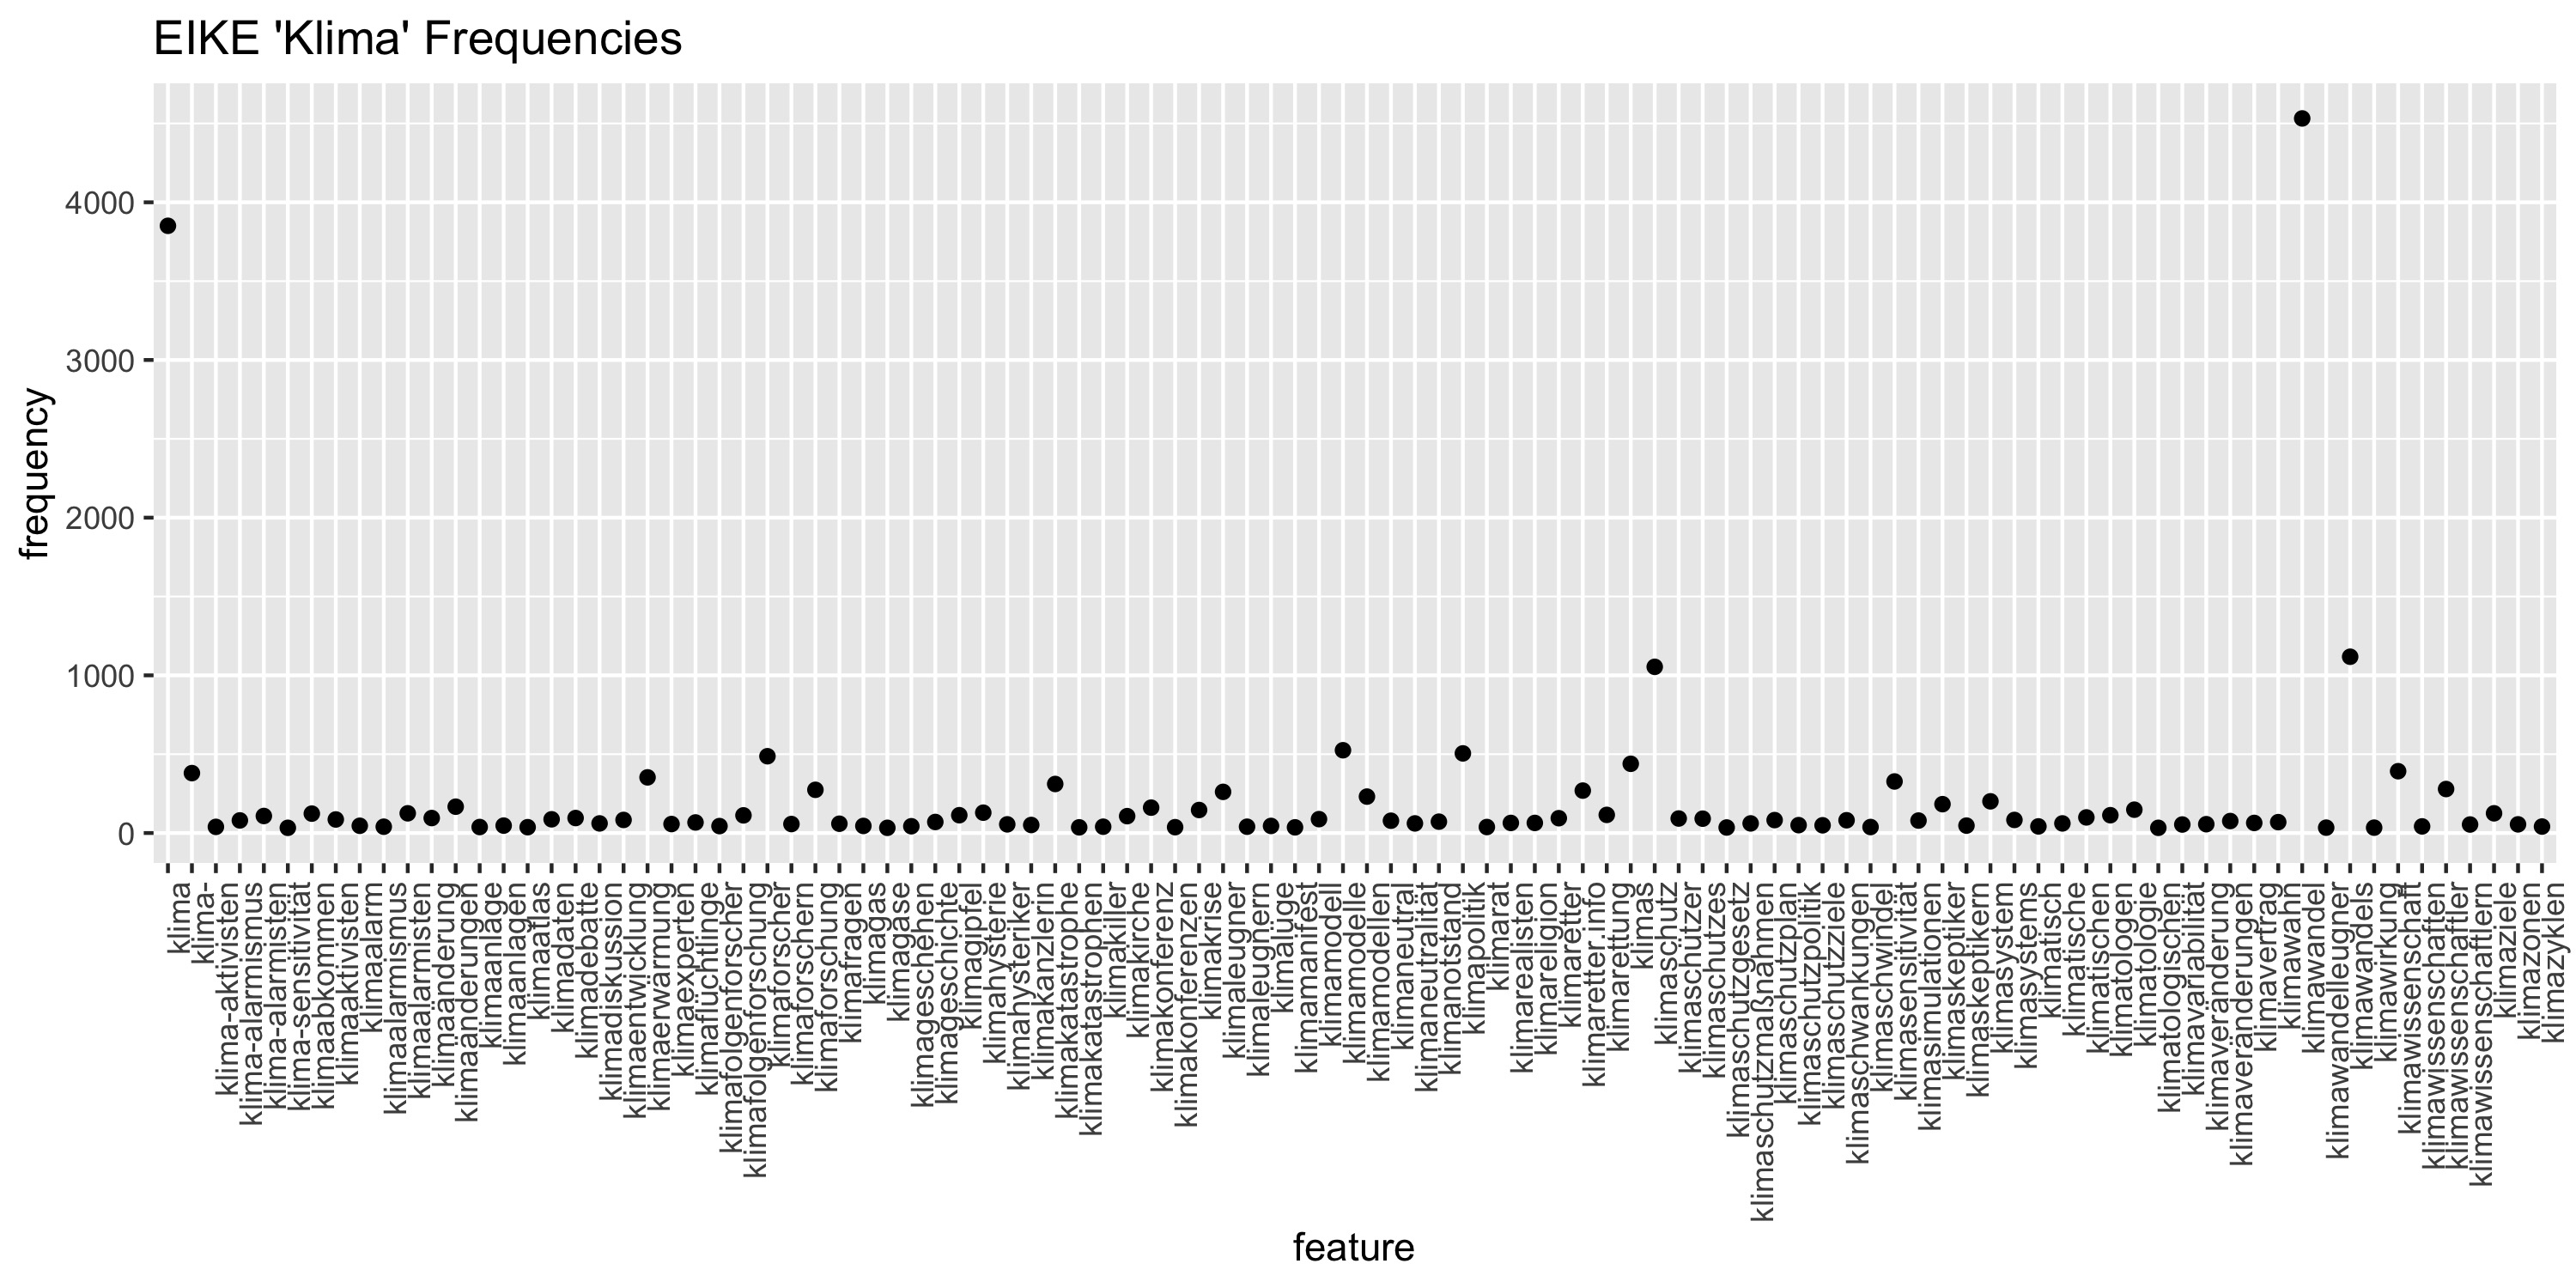 EIKE 'Klima' Frequencies
frequency
4000
3000
2000
1000
0
klima
klima-
klima-aktivisten
klima-alarmismus
klima-alarmisten
klima-sensitivität
klimaabkommen
klimaaktivisten
klimaalarm
klimaalarmismus
klimaalarmisten
klimaänderung
klimaänderungen
klimaanlage
klimaanlagen
klimaatlas
klimadaten
klimadebatte
klimadiskussion
klimaentwicklung
klimaerwärmung
klimaexperten
klimaflüchtlinge
klimafolgenforscher
klimafolgenforschung
klimaforscher
klimaforschern
klimaforschung
klimafragen
klimagas
klimagase
klimageschehen
klimageschichte
klimagipfel
klimahysterie
klimahysteriker
klimakanzlerin
klimakatastrophe
klimakatastrophen
klimakiller
klimakirche
klimakonferenz
klimakonferenzen
klimakrise
klimaleugner
klimaleugnern
klimalüge
klimamanifest
klimamodell
klimamodelle
klimamodellen
klimaneutral
klimaneutralität
klimanotstand
klimapolitik
klimarat
klimarealisten
klimareligion
klimaretter
klimaretter.info
klimarettung
klimas
klimaschutz
klimaschützer
klimaschutzes
klimaschutzgesetz
klimaschutzmaßnahmen
klimaschutzplan
klimaschutzpolitik
klimaschutzziele
klimaschwankungen
klimaschwindel
klimasensitivität
klimasimulationen
klimaskeptiker
klimaskeptikern
klimasystem
klimasystems
klimatisch
klimatische
klimatischen
klimatologen
klimatologie
klimatologischen
klimavariabilität
klimaveränderung
klimaveränderungen
klimavertrag
klimawahn
klimawandel
klimawandelleugner
klimawandels
klimawirkung
klimawissenschaft
klimawissenschaften
klimawissenschaftler
klimawissenschaftlern
klimaziele
klimazonen
klimazyklen
feature